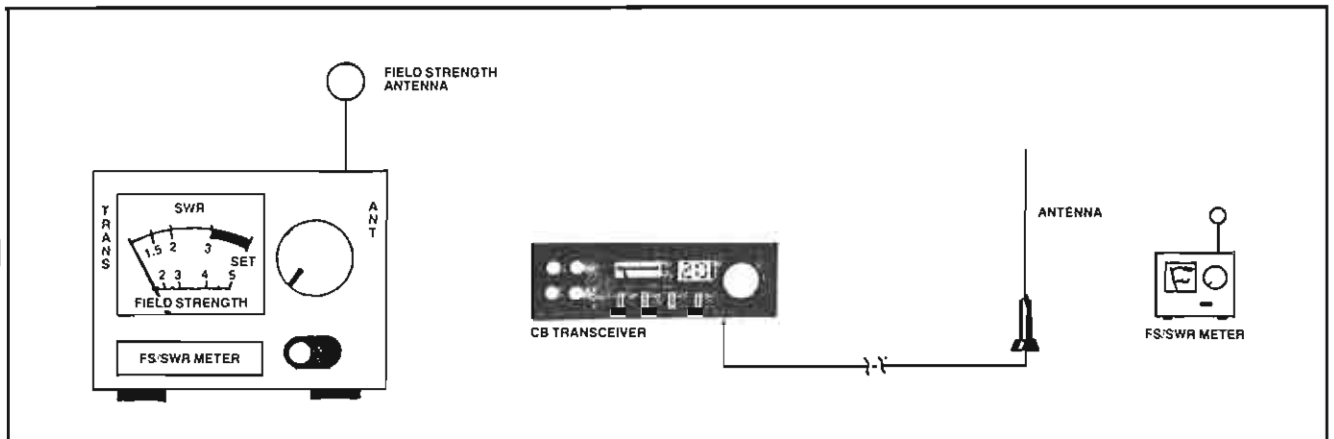 FIELD STRENGTH
ANTENNA
TRANS
SWR
1.5 2 3
SET
2 3 4 5
FIELD STRENGTH
ANT
FS/SWR METER
CB TRANSCEIVER
ANTENNA
FS/SWR METER